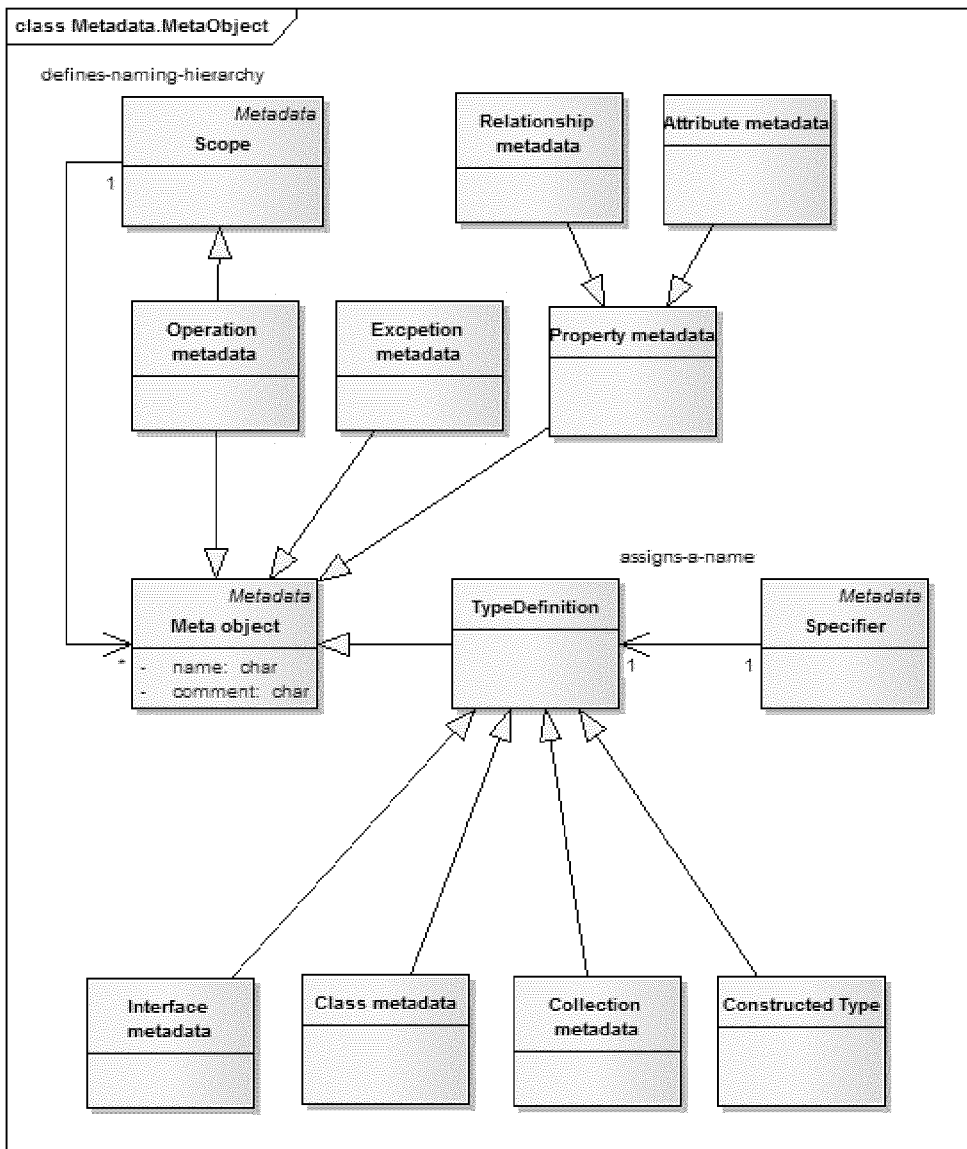 class Metadata.MetaObject
defines-naming-hierarchy
Metadata
Scope
1
Relationship
metadata
Attribute metadata
Operation
metadata
Excpetion
metadata
Property metadata
assigns-a-name
Metadata
Meta object
* - name: char
- comment: char
TypeDefinition
1
1
Metadata
Specifier
Interface
metadata
Class metadata
Collection
metadata
Constructed Type